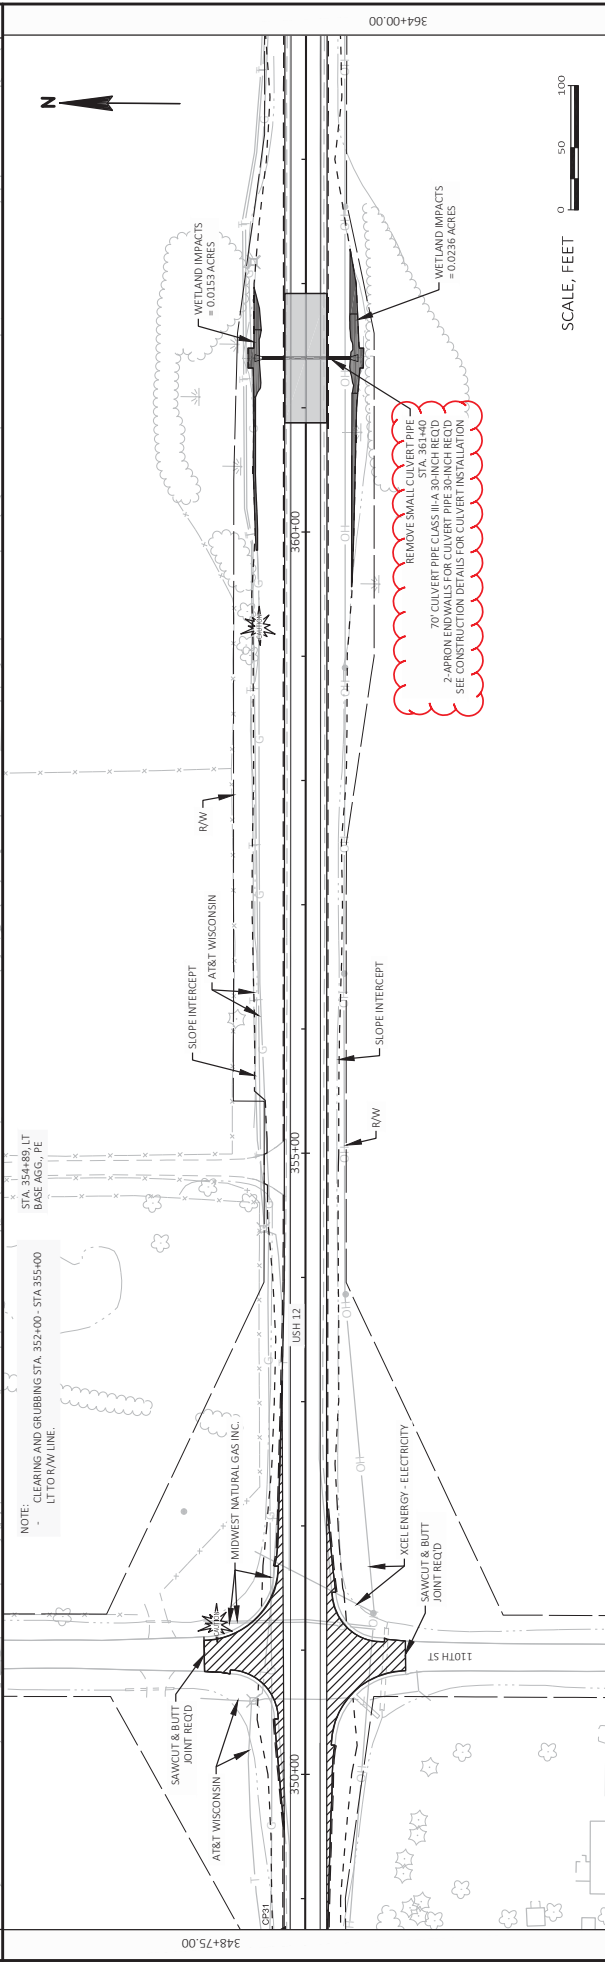 364+00.00
N
0 50 100
SCALE, FEET
WETLAND IMPACTS
= 0.0153 ACRES
WETLAND IMPACTS
= 0.0236 ACRES
REMOVE SMALL CULVERT PIPE
STA. 361+40
70' CULVERT PIPE CLASS III-A 30-INCH REQ'D
2-APRON ENDWALLS FOR CULVERT PIPE 30-INCH REQ'D
SEE CONSTRUCTION DETAILS FOR CULVERT INSTALLATION
360+00
R/W
AT&T WISCONSIN
SLOPE INTERCEPT
SLOPE INTERCEPT
R/W
355+00
STA. 354+89, LT
BASE AGG., PE
NOTE:
- CLEARING AND GRUBBING STA. 352+00 - STA 355+00
LT TO R/W LINE.
USH 12
MIDWEST NATURAL GAS INC.
XCEL ENERGY - ELECTRICITY
SAWCUT & BUTT
JOINT REQ'D
110TH ST
SAWCUT & BUTT
JOINT REQ'D
AT&T WISCONSIN
350+00
CP31
348+75.00